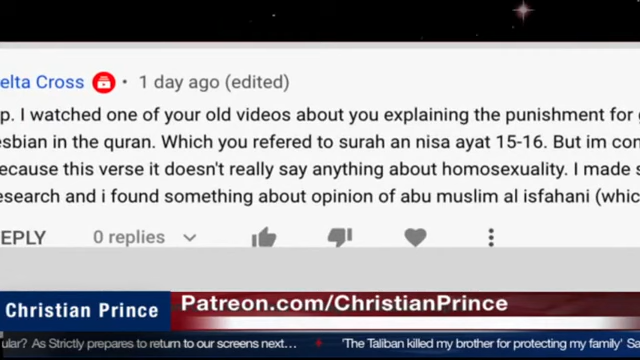 elta Cross • 1 day ago (edited)
p. I watched one of your old videos about you explaining the punishment for
esbian in the quran. Which you refered to surah an nisa ayat 15-16. But im con
ecause this verse it doesn't really say anything about homosexuality. I made s
esearch and i found something about opinion of abu muslim al isfahani (whic
EPLY 0 replies
Christian Prince Patreon.com/ChristianPrince
ular? As Strictly prepares to return to our screens next... 'The Taliban killed my brother for protecting my family' Sa